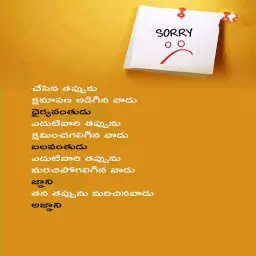 SORRY
చేసిన తప్పుకు
క్షమాపణ అడిగిన వాడు
ధైర్యవంతుడు
ఎదుటివారి తప్పును
క్షమించగలిగిన వాడు
బలవంతుడు
ఎదుటివారి తప్పును
మరచిపోగలిగిన వాడు
జ్ఞాని
తన తప్పును మరిచినవాడు
అజ్ఞాని